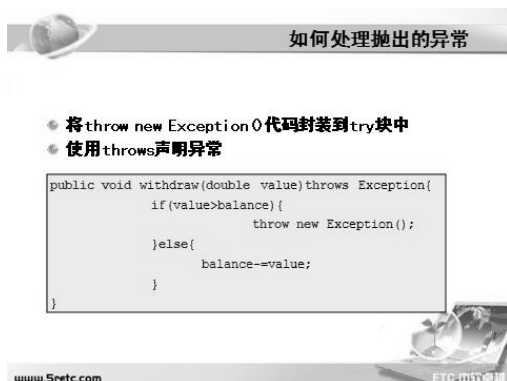 如何处理抛出的异常
将throw new Exception()代码封装到try块中
使用throws声明异常
public void withdraw(double value)throws Exception{
if(value>balance){
throw new Exception();
}else{
balance-=value;
}
}
www.5retc.com
ETC